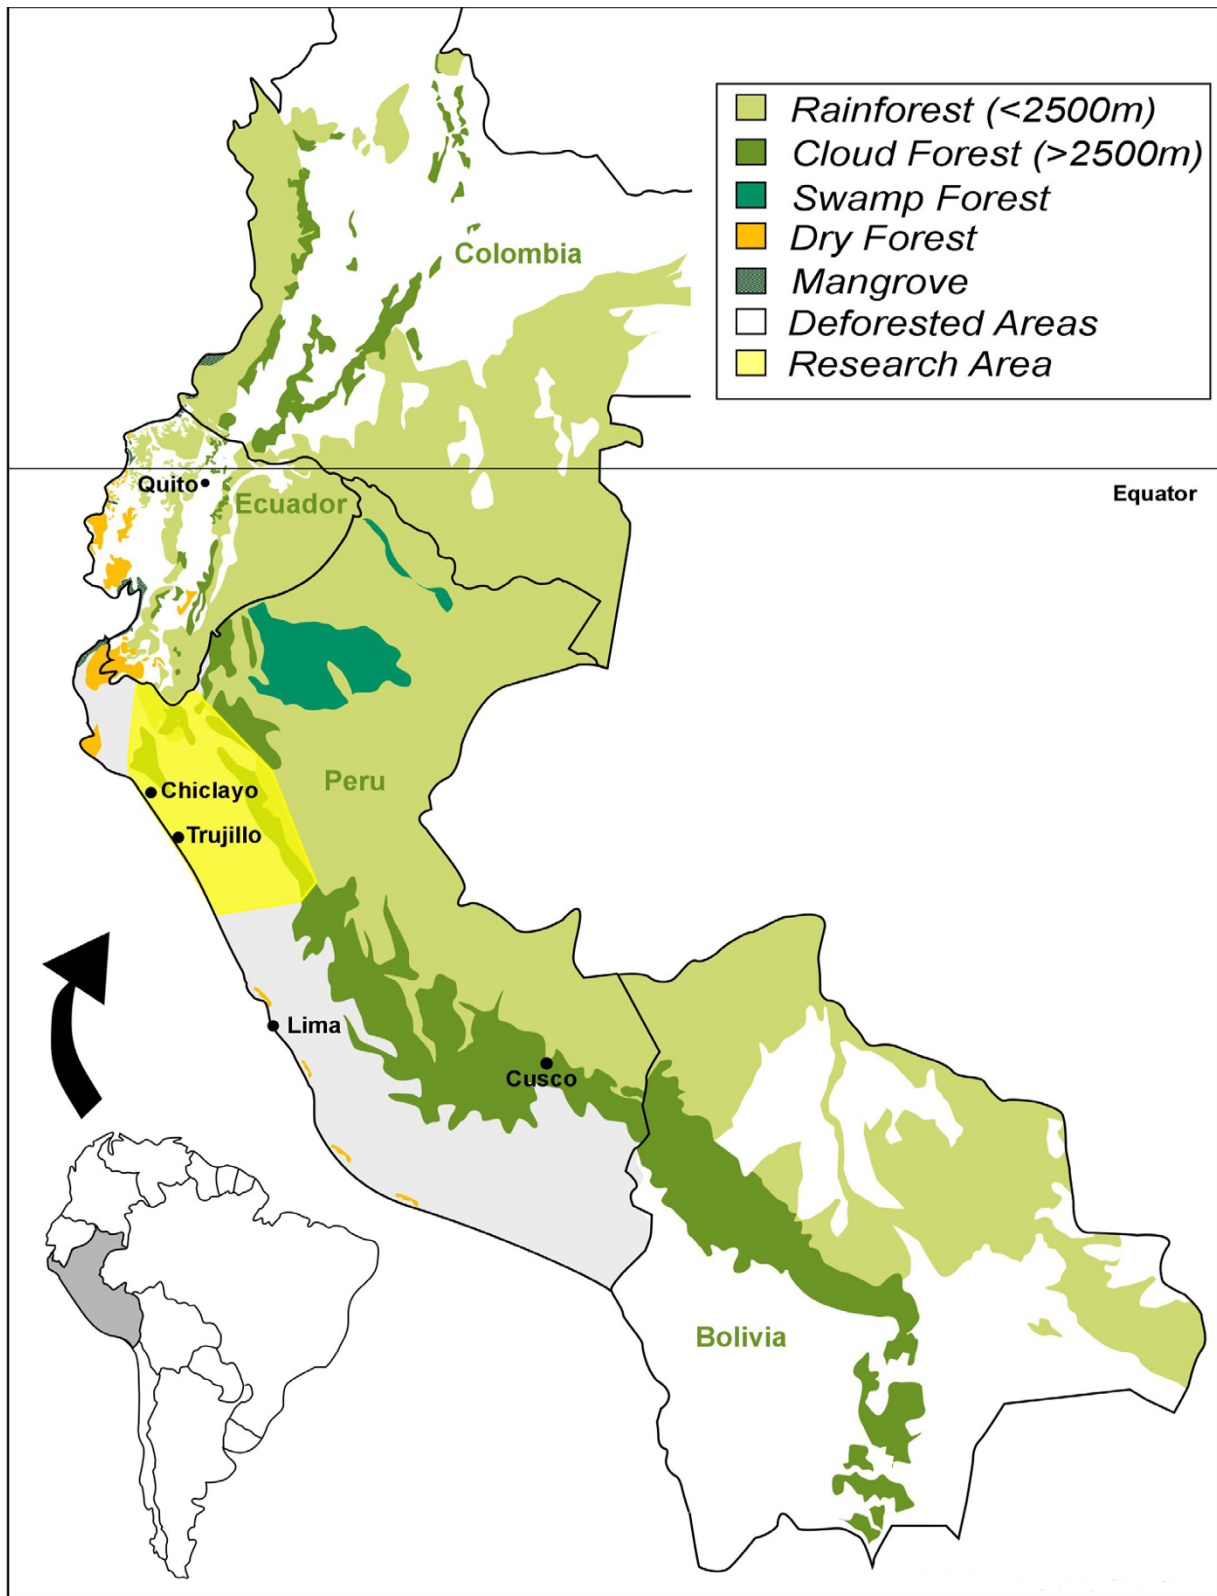 Rainforest (<2500m)
Cloud Forest (>2500m)
Swamp Forest
Dry Forest
Mangrove
Deforested Areas
Research Area
Colombia
Equator
Quito
Ecuador
Peru
Chiclayo
Trujillo
Lima
Cusco
Bolivia